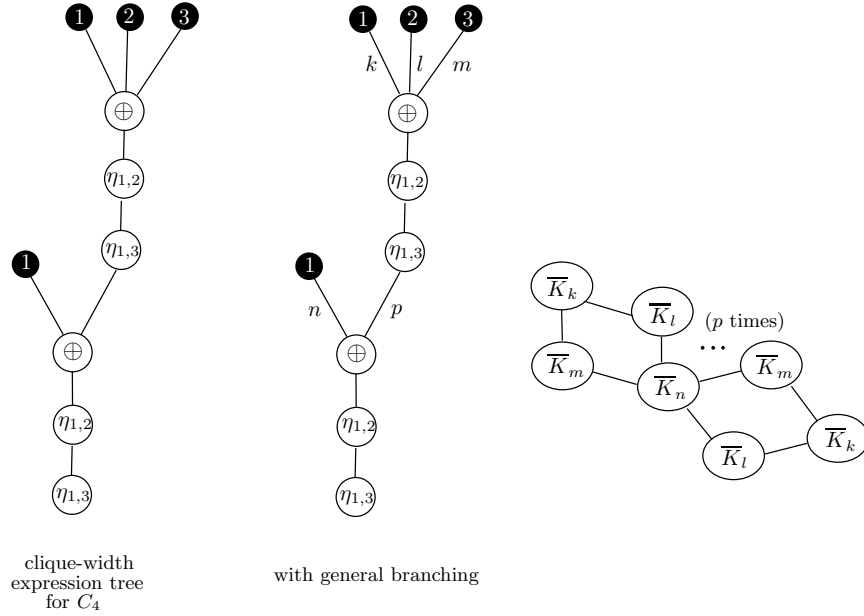 1 2 3
⊕
η1,2
η1,3
1
⊕
η1,2
η1,3
clique-width
expression tree
for C4
1 2 3
k l m
⊕
η1,2
η1,3
1
n p
⊕
η1,2
η1,3
with general branching
K̅k
K̅l
(p times)
...
K̅m
K̅n
K̅m
K̅l
K̅k